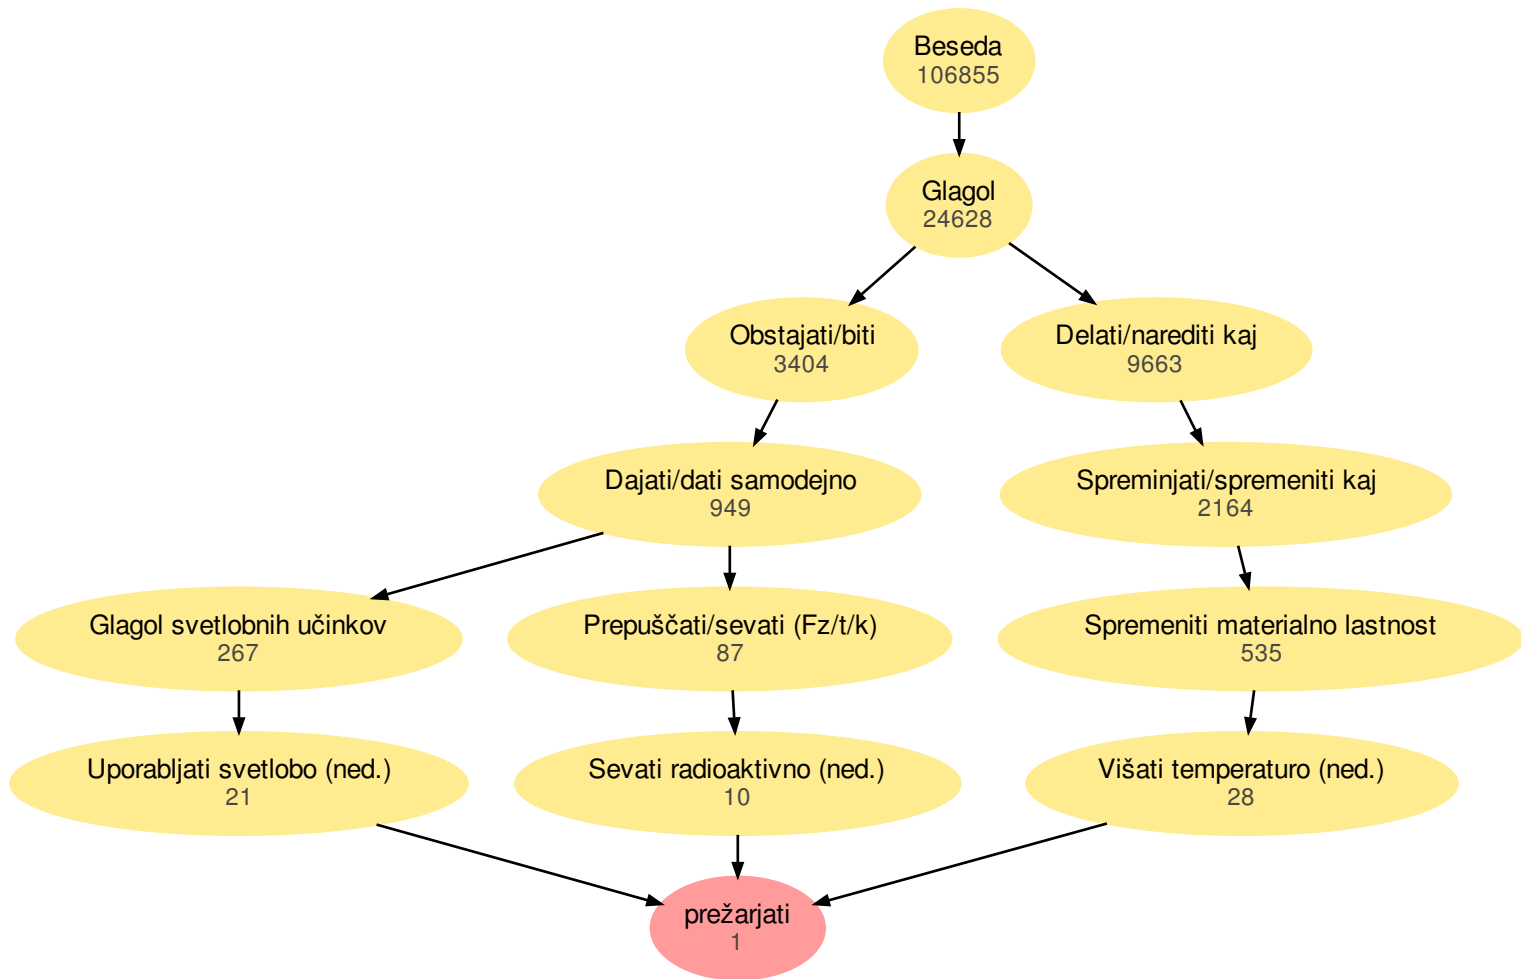 Beseda
106855
Glagol
24628
Obstajati/biti
3404
Delati/narediti kaj
9663
Dajati/dati samodejno
949
Spreminjati/spremeniti kaj
2164
Glagol svetlobnih učinkov
267
Prepuščati/sevati (Fz/t/k)
87
Spremeniti materialno lastnost
535
Uporabljati svetlobo (ned.)
21
Sevati radioaktivno (ned.)
10
Višati temperaturo (ned.)
28
prežarjati
1